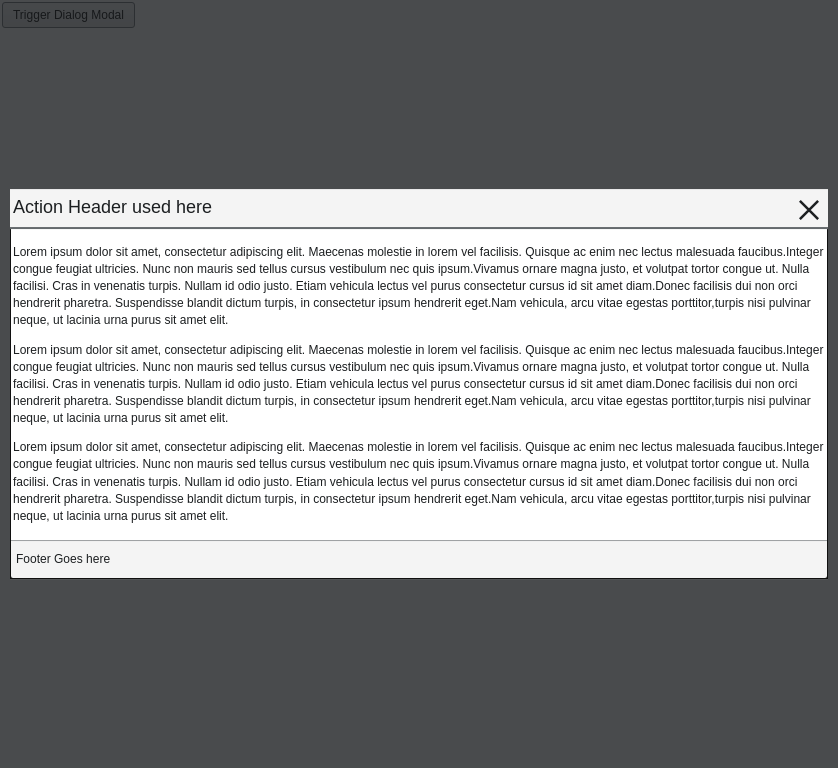 Trigger Dialog Modal
Action Header used here
Lorem ipsum dolor sit amet, consectetur adipiscing elit. Maecenas molestie in lorem vel facilisis. Quisque ac enim nec lectus malesuada faucibus.Integer
congue feugiat ultricies. Nunc non mauris sed tellus cursus vestibulum nec quis ipsum.Vivamus ornare magna justo, et volutpat tortor congue ut. Nulla
facilisi. Cras in venenatis turpis. Nullam id odio justo. Etiam vehicula lectus vel purus consectetur cursus id sit amet diam.Donec facilisis dui non orci
hendrerit pharetra. Suspendisse blandit dictum turpis, in consectetur ipsum hendrerit eget.Nam vehicula, arcu vitae egestas porttitor,turpis nisi pulvinar
neque, ut lacinia urna purus sit amet elit.
Lorem ipsum dolor sit amet, consectetur adipiscing elit. Maecenas molestie in lorem vel facilisis. Quisque ac enim nec lectus malesuada faucibus.Integer
congue feugiat ultricies. Nunc non mauris sed tellus cursus vestibulum nec quis ipsum.Vivamus ornare magna justo, et volutpat tortor congue ut. Nulla
facilisi. Cras in venenatis turpis. Nullam id odio justo. Etiam vehicula lectus vel purus consectetur cursus id sit amet diam.Donec facilisis dui non orci
hendrerit pharetra. Suspendisse blandit dictum turpis, in consectetur ipsum hendrerit eget.Nam vehicula, arcu vitae egestas porttitor,turpis nisi pulvinar
neque, ut lacinia urna purus sit amet elit.
Lorem ipsum dolor sit amet, consectetur adipiscing elit. Maecenas molestie in lorem vel facilisis. Quisque ac enim nec lectus malesuada faucibus.Integer
congue feugiat ultricies. Nunc non mauris sed tellus cursus vestibulum nec quis ipsum.Vivamus ornare magna justo, et volutpat tortor congue ut. Nulla
facilisi. Cras in venenatis turpis. Nullam id odio justo. Etiam vehicula lectus vel purus consectetur cursus id sit amet diam.Donec facilisis dui non orci
hendrerit pharetra. Suspendisse blandit dictum turpis, in consectetur ipsum hendrerit eget.Nam vehicula, arcu vitae egestas porttitor,turpis nisi pulvinar
neque, ut lacinia urna purus sit amet elit.
Footer Goes here